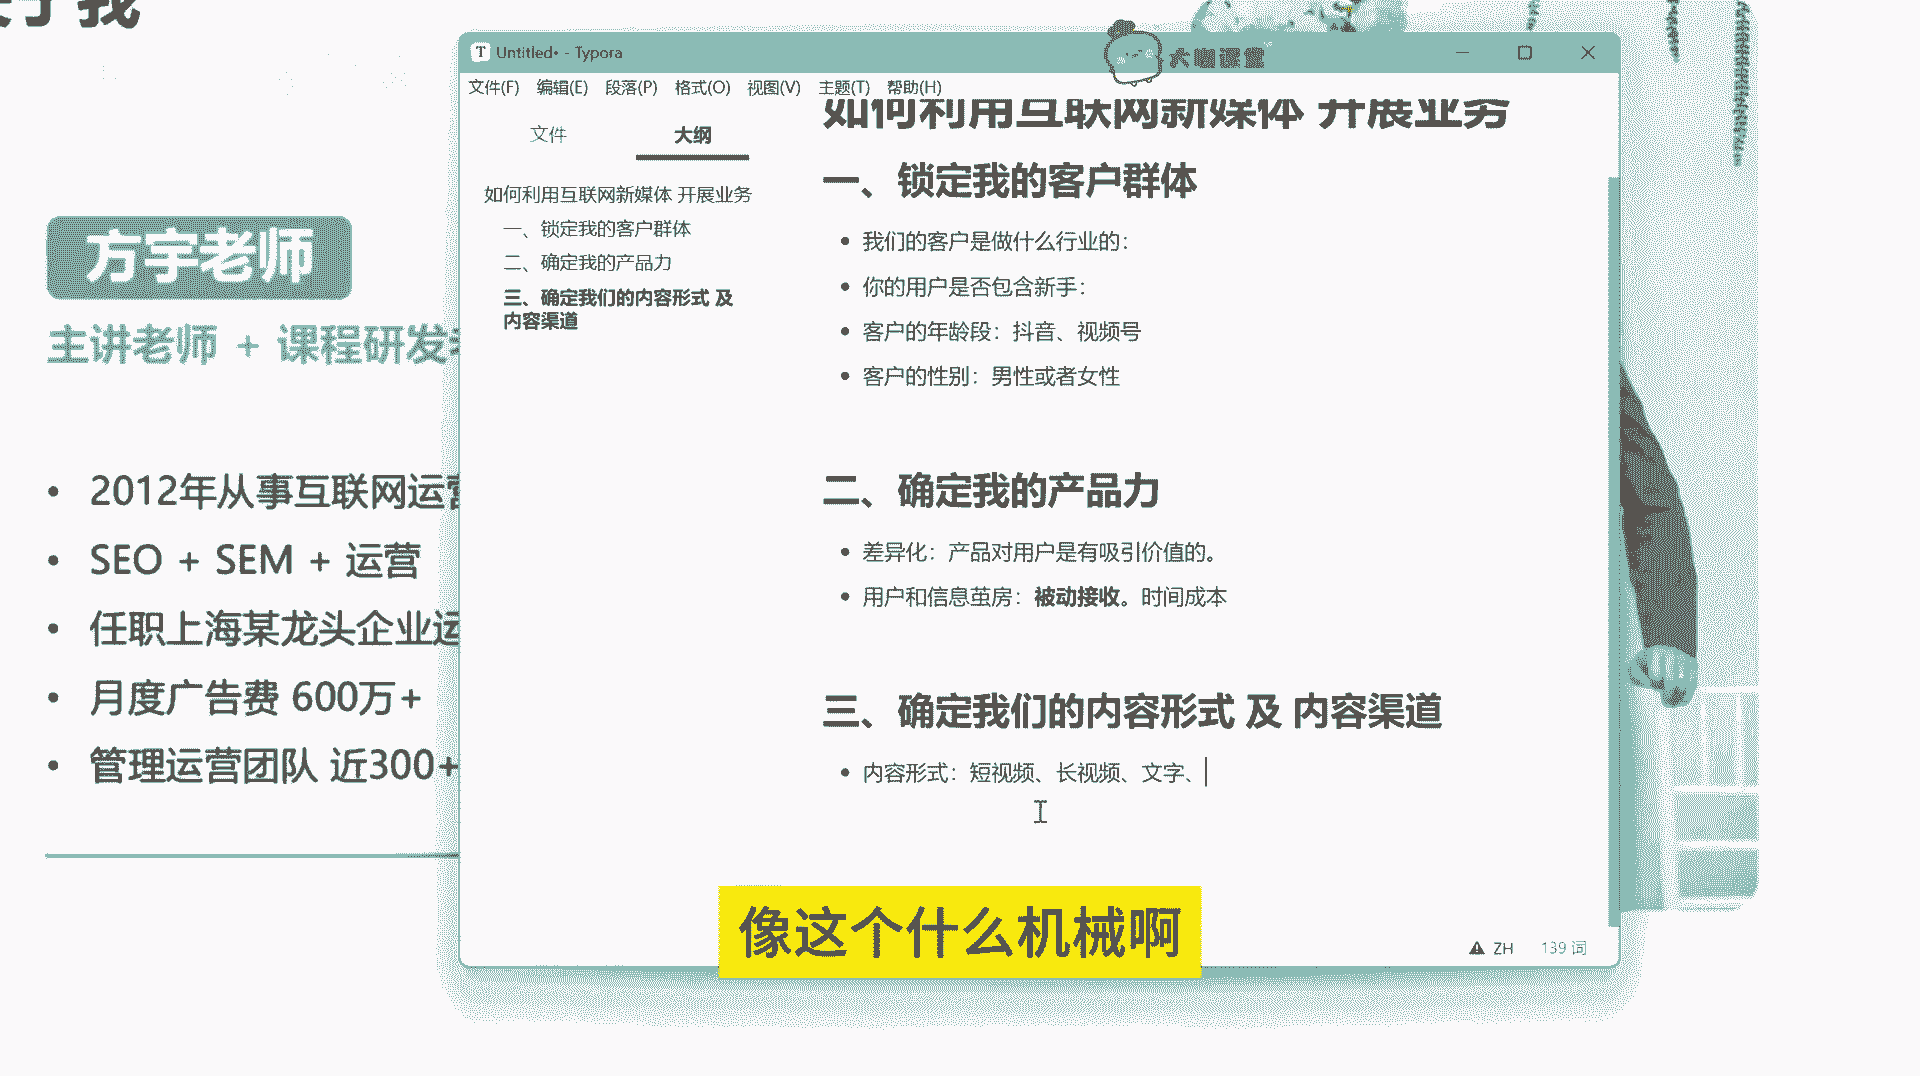 于我
方宇老师
主讲老师 + 课程研发
2012年从事互联网运营
SEO + SEM + 运营
任职上海某龙头企业运
月度广告费 600万+
管理运营团队 近300+
Untitled• - Typora
大咖课堂
文件(F) 编辑(E) 段落(P) 格式(O) 视图(V) 主题(T) 帮助(H)
文件 大纲
如何利用互联网新媒体 开展业务
一、锁定我的客户群体
二、确定我的产品力
三、确定我们的内容形式 及
内容渠道
如何利用互联网新媒体 开展业务
一、锁定我的客户群体
我们的客户是做什么行业的：
你的用户是否包含新手：
客户的年龄段：抖音、视频号
客户的性别：男性或者女性
二、确定我的产品力
差异化：产品对用户是有吸引价值的。
用户和信息茧房：被动接收。时间成本
三、确定我们的内容形式 及 内容渠道
内容形式：短视频、长视频、文字、
像这个什么机械啊
ZH 139 词